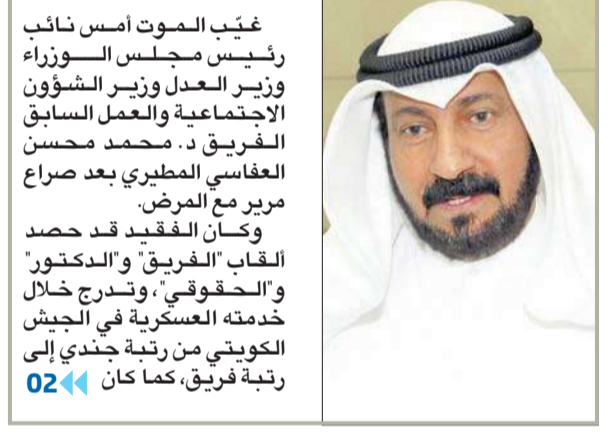 غيّب الموت أمس نائب
رئيس مجلس الوزراء
وزير العدل وزير الشؤون
الاجتماعية والعمل السابق
الفريق د. محمد محسن
العفاسي المطيري بعد صراع
مرير مع المرض.
وكان الفقيد قد حصد
ألقاب "الفريق" و"الدكتور"
و"الحقوقي"، وتدرج خلال
خدمته العسكرية في الجيش
الكويتي من رتبة جندي إلى
رتبة فريق، كما كان 02